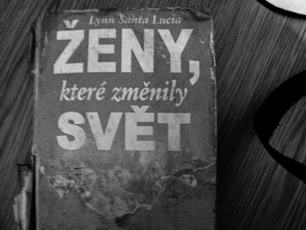 Lynn Santa Lucia
ŽENY,
které změnily
SVĚT